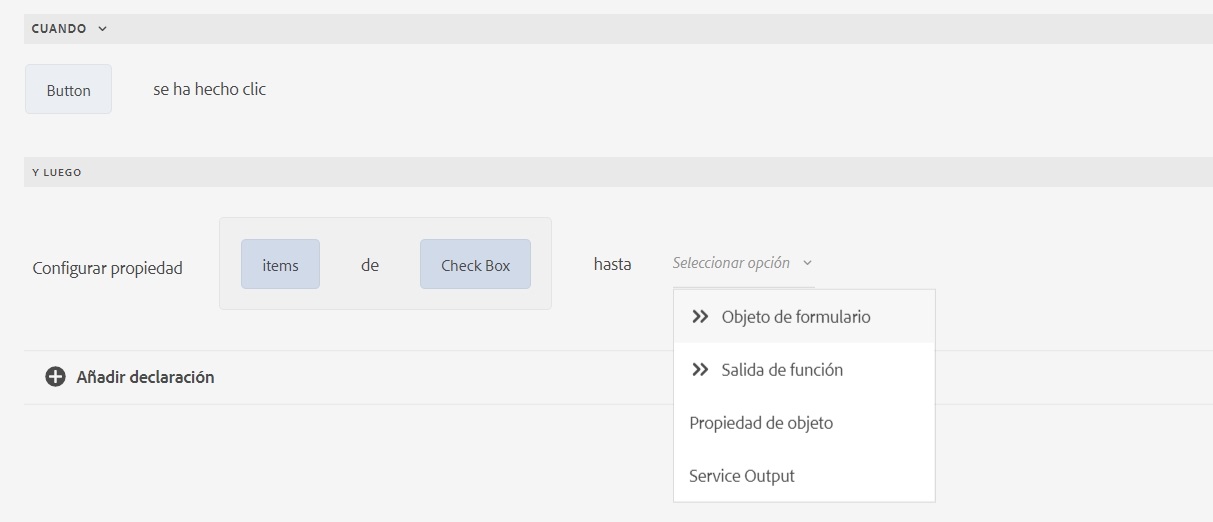 CUANDO
Button se ha hecho clic
Y LUEGO
Configurar propiedad items de Check Box hasta Seleccionar opción
Objeto de formulario
Salida de función
Añadir declaración
Propiedad de objeto
Service Output